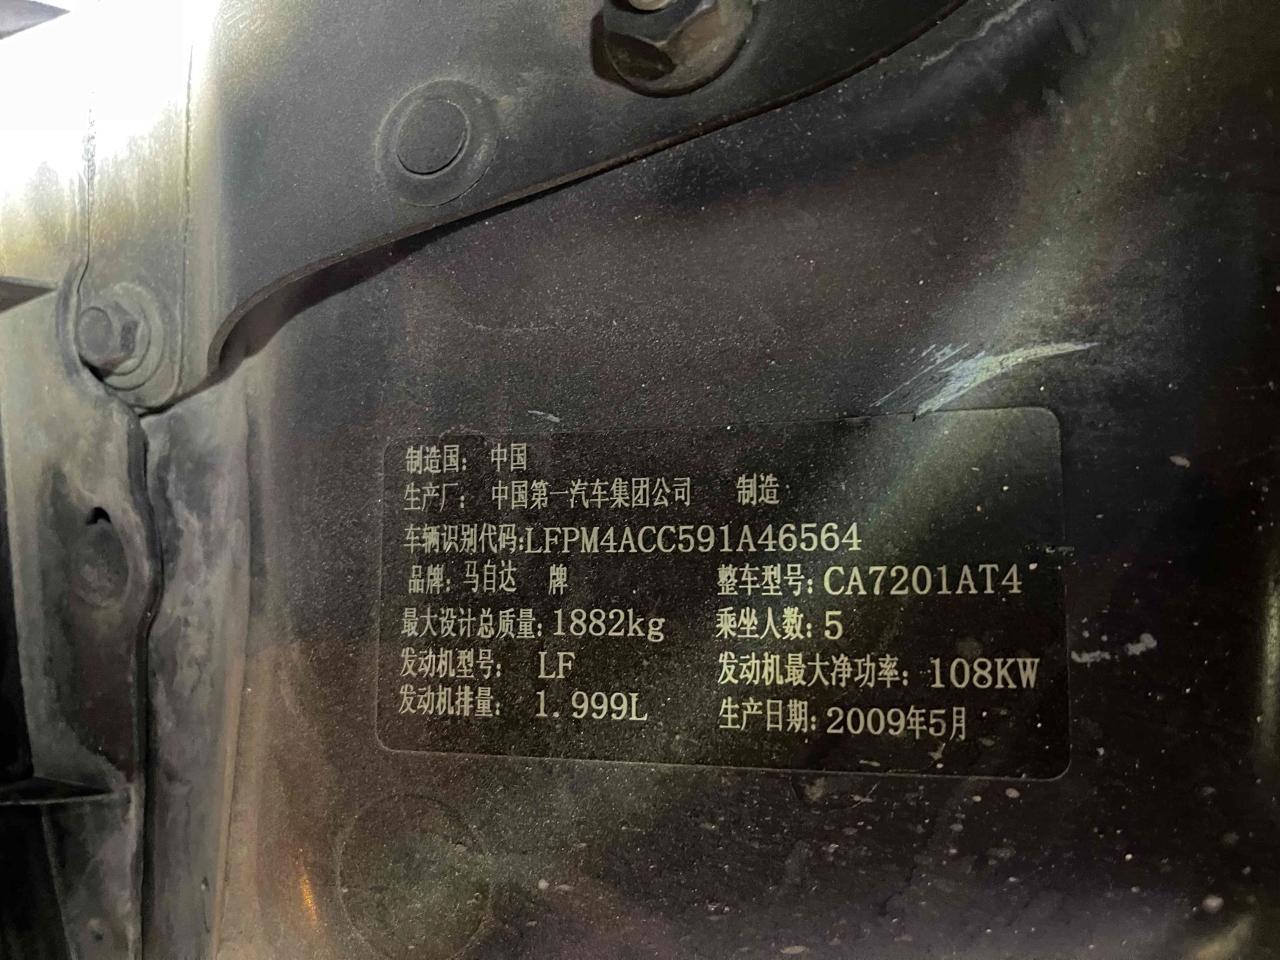 制造国: 中国
生产厂: 中国第一汽车集团公司 制造
车辆识别代码:LFPM4ACC591A46564
品牌: 马自达 牌 整车型号: CA7201AT4
最大设计总质量: 1882kg 乘坐人数: 5
发动机型号: LF 发动机最大净功率: 108KW
发动机排量: 1.999L 生产日期: 2009年5月